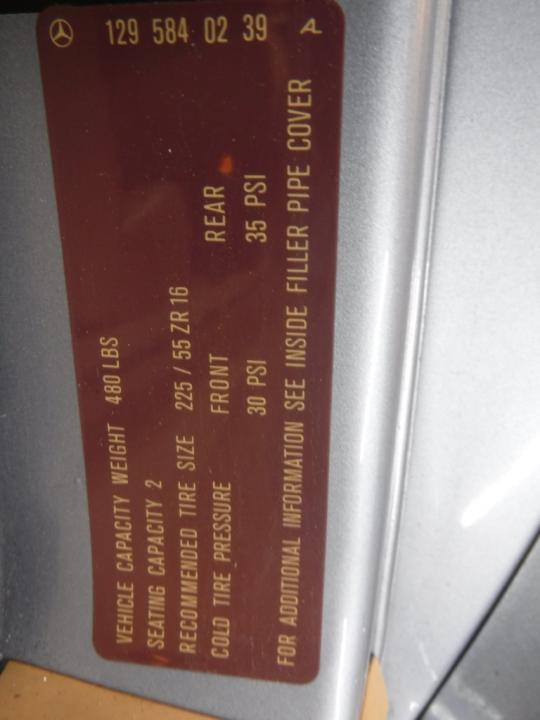 129 584 02 39 A
VEHICLE CAPACITY WEIGHT 480 LBS
SEATING CAPACITY 2
RECOMMENDED TIRE SIZE 225 / 55 ZR 16
COLD TIRE PRESSURE FRONT REAR
30 PSI 35 PSI
FOR ADDITIONAL INFORMATION SEE INSIDE FILLER PIPE COVER